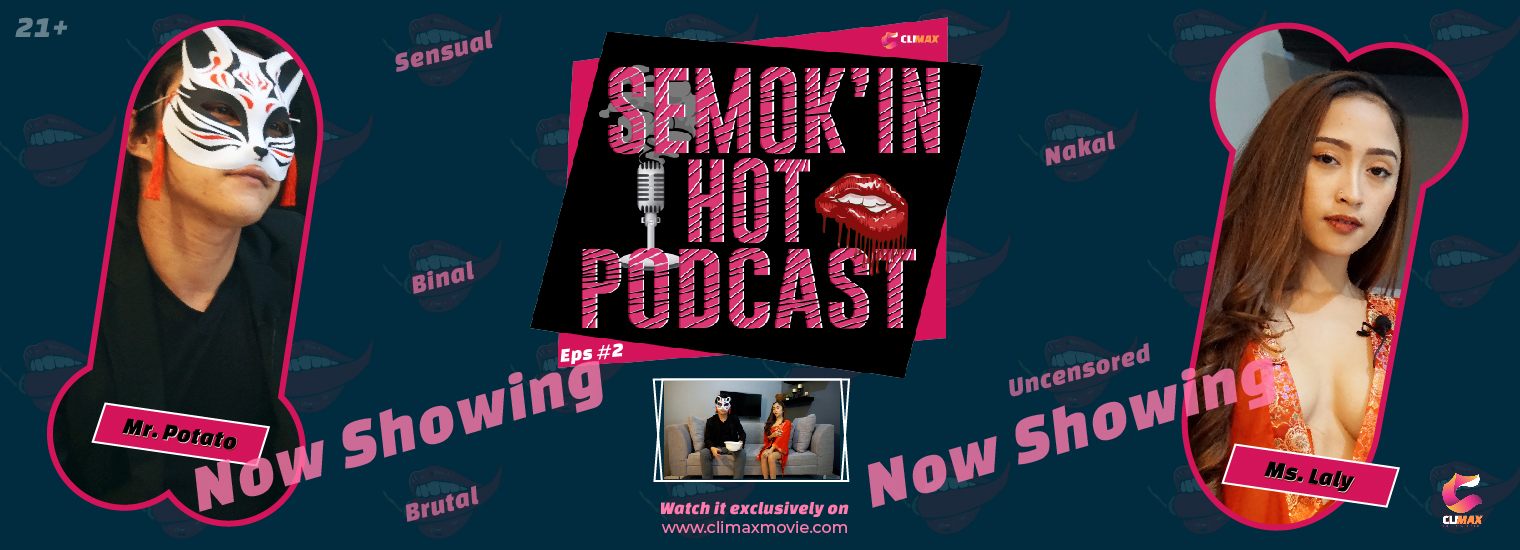 21+
Sensual
CLIMAX
SEMOK'IN
HOT
PODCAST
Nakal
Binal
Eps #2
Uncensored
Now Showing
Now Showing
Mr. Potato
Ms. Laly
Brutal
Watch it exclusively on
www.climaxmovie.com
CLIMAX